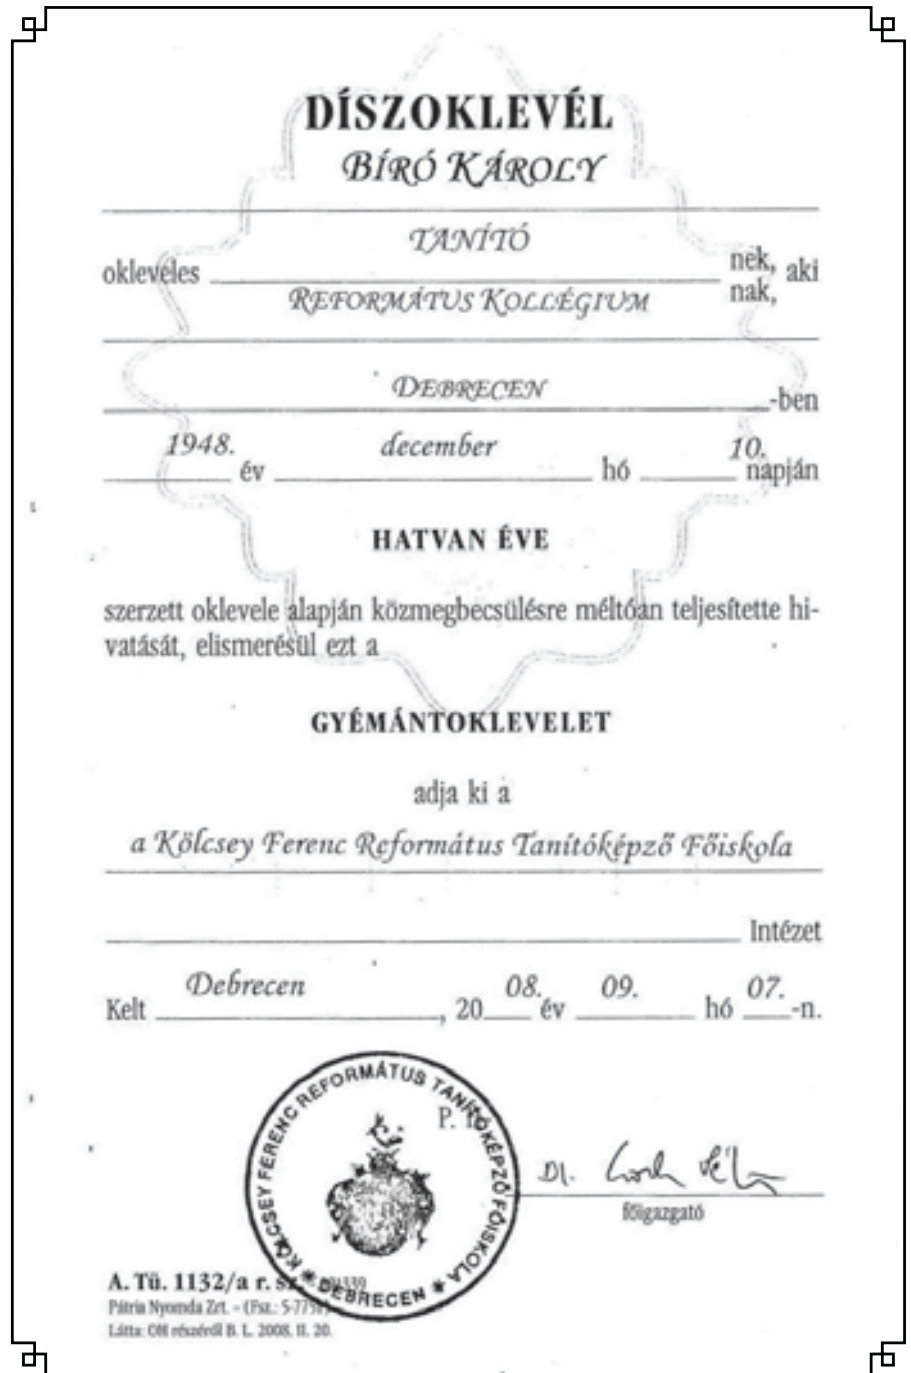 DÍSZOKLEVÉL
BÍRÓ KÁROLY
TANÍTÓ
okleveles nek, aki
nak,
REFORMÁTUS KOLLÉGIUM
DEBRECEN
-ben
1948. év december hó 10. napján
HATVAN ÉVE
szerzett oklevele alapján közmegbecsülésre méltóan teljesítette hi-
vatását, elismerésül ezt a
GYÉMÁNTOKLEVELET
adja ki a
a Kölcsey Ferenc Református Tanítóképző Főiskola
Intézet
Kelt Debrecen, 2008. év 09. hó 07.-n.
KÖLCSEY FERENC REFORMÁTUS TANÍTÓKÉPZŐ FŐISKOLA * DEBRECEN *
P.
Dr.
főigazgató
A. Tü. 1132/a r. sz.
Pátria Nyomda Zrt. – (Fsz.:
Látta: OH részéről B. L. 2008. II. 20.